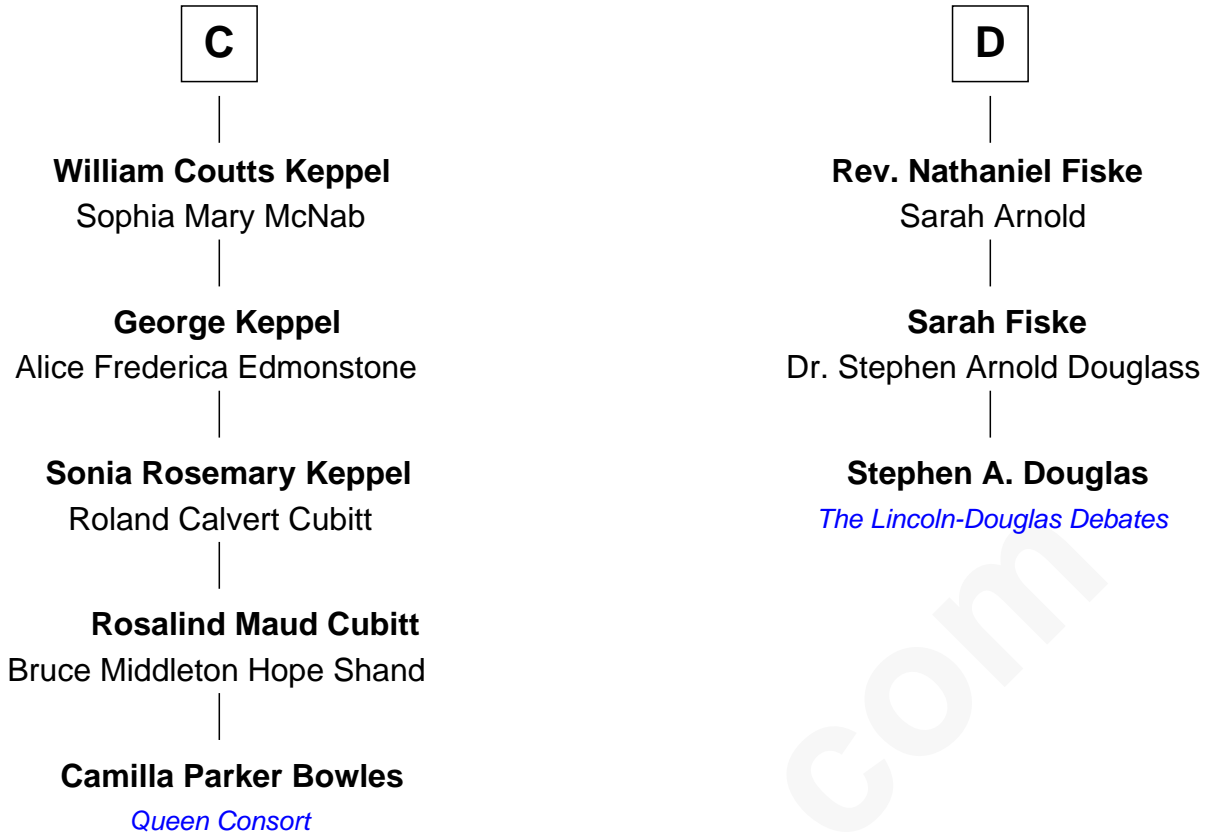 C
William Coutts Keppel
Sophia Mary McNab
George Keppel
Alice Frederica Edmonstone
Sonia Rosemary Keppel
Roland Calvert Cubitt
Rosalind Maud Cubitt
Bruce Middleton Hope Shand
Camilla Parker Bowles
Queen Consort
D
Rev. Nathaniel Fiske
Sarah Arnold
Sarah Fiske
Dr. Stephen Arnold Douglass
Stephen A. Douglas
The Lincoln-Douglas Debates
com